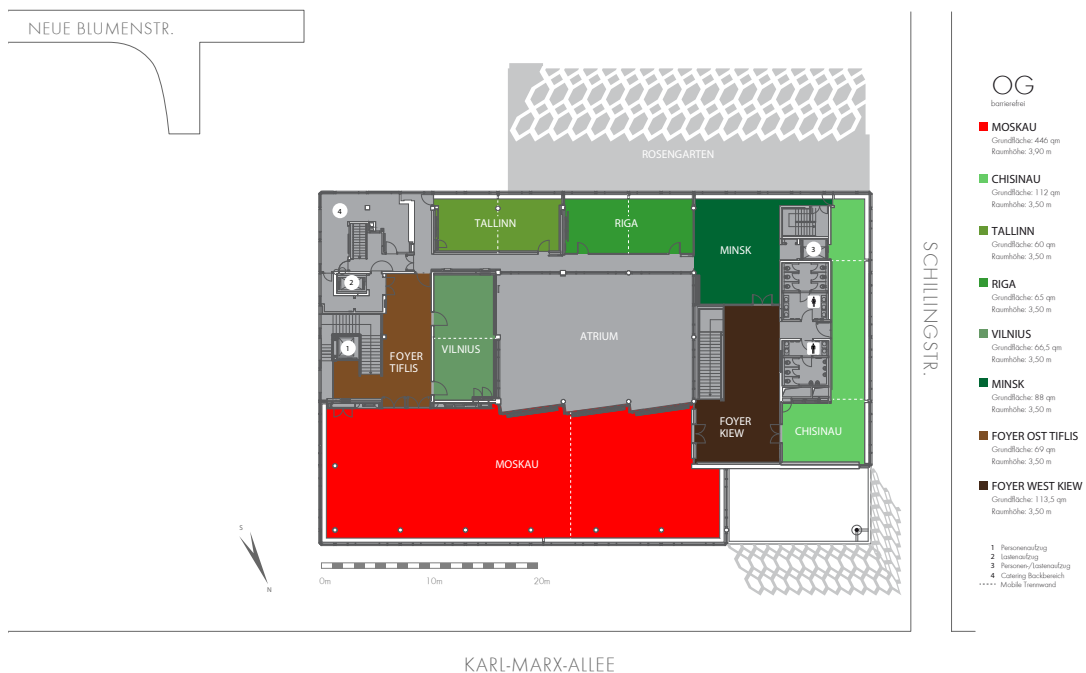 NEUE BLUMENSTR.
ROSENGARTEN
4
TALLINN
RIGA
MINSK
3
2
1
FOYER
TIFLIS
VILNIUS
ATRIUM
FOYER
KIEW
CHISINAU
MOSKAU
S
N
0m
10m
20m
SCHILLINGSTR.
KARL-MARX-ALLEE
OG
barrierefrei
MOSKAU
Grundfläche: 446 qm
Raumhöhe: 3,90 m
CHISINAU
Grundfläche: 112 qm
Raumhöhe: 3,50 m
TALLINN
Grundfläche: 60 qm
Raumhöhe: 3,50 m
RIGA
Grundfläche: 65 qm
Raumhöhe: 3,50 m
VILNIUS
Grundfläche: 66,5 qm
Raumhöhe: 3,50 m
MINSK
Grundfläche: 88 qm
Raumhöhe: 3,50 m
FOYER OST TIFLIS
Grundfläche: 69 qm
Raumhöhe: 3,50 m
FOYER WEST KIEW
Grundfläche: 113,5 qm
Raumhöhe: 3,50 m
1 Personenaufzug
2 Lastenaufzug
3 Personen-/Lastenaufzug
4 Catering Backbereich
Mobile Trennwand